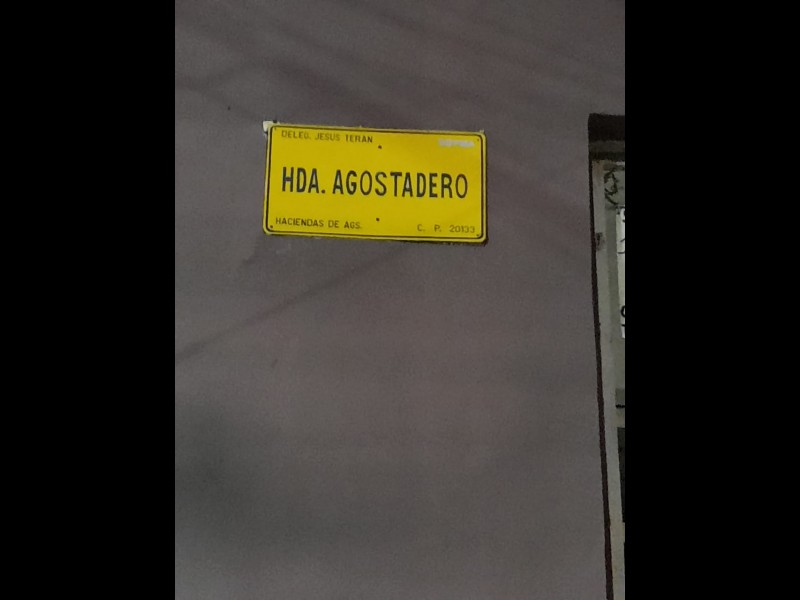 DELEG. JESUS TERAN
HDA. AGOSTADERO
HACIENDAS DE AGS. C. P. 20133